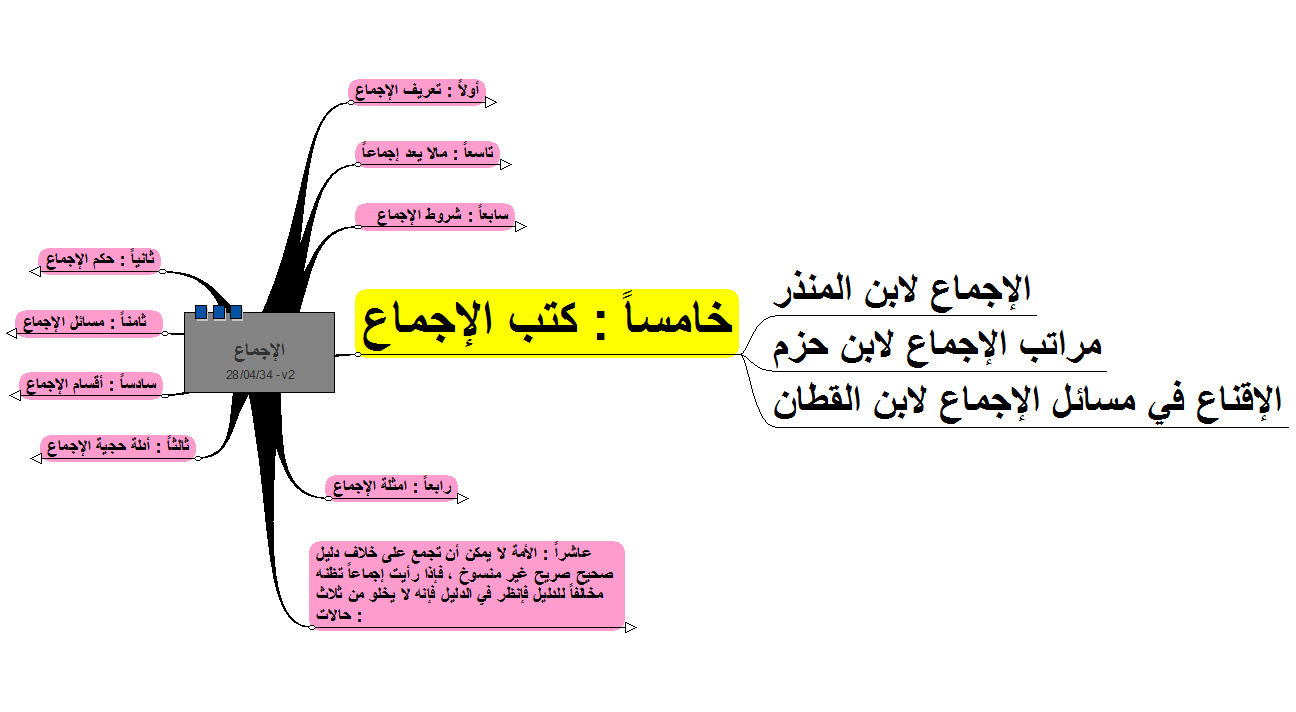 أولاً : تعريف الإجماع
تاسعاً : مالا يعد إجماعاً
سابعاً : شروط الإجماع
ثانياً : حكم الإجماع
ثامناً : مسائل الإجماع
سادساً : أقسام الإجماع
ثالثاً : أدلة حجية الإجماع
الإجماع
28/04/34 - v2
خامساً : كتب الإجماع
الإجماع لابن المنذر
مراتب الإجماع لابن حزم
الإقناع في مسائل الإجماع لابن القطان
رابعاً : امثلة الإجماع
عاشراً : الأمة لا يمكن أن تجمع على خلاف دليل
صحيح صريح غير منسوخ ، فإذا رأيت إجماعاً تظنه
مخالفاً للدليل فإنظر في الدليل فإنه لا يخلو من ثلاث
حالات :